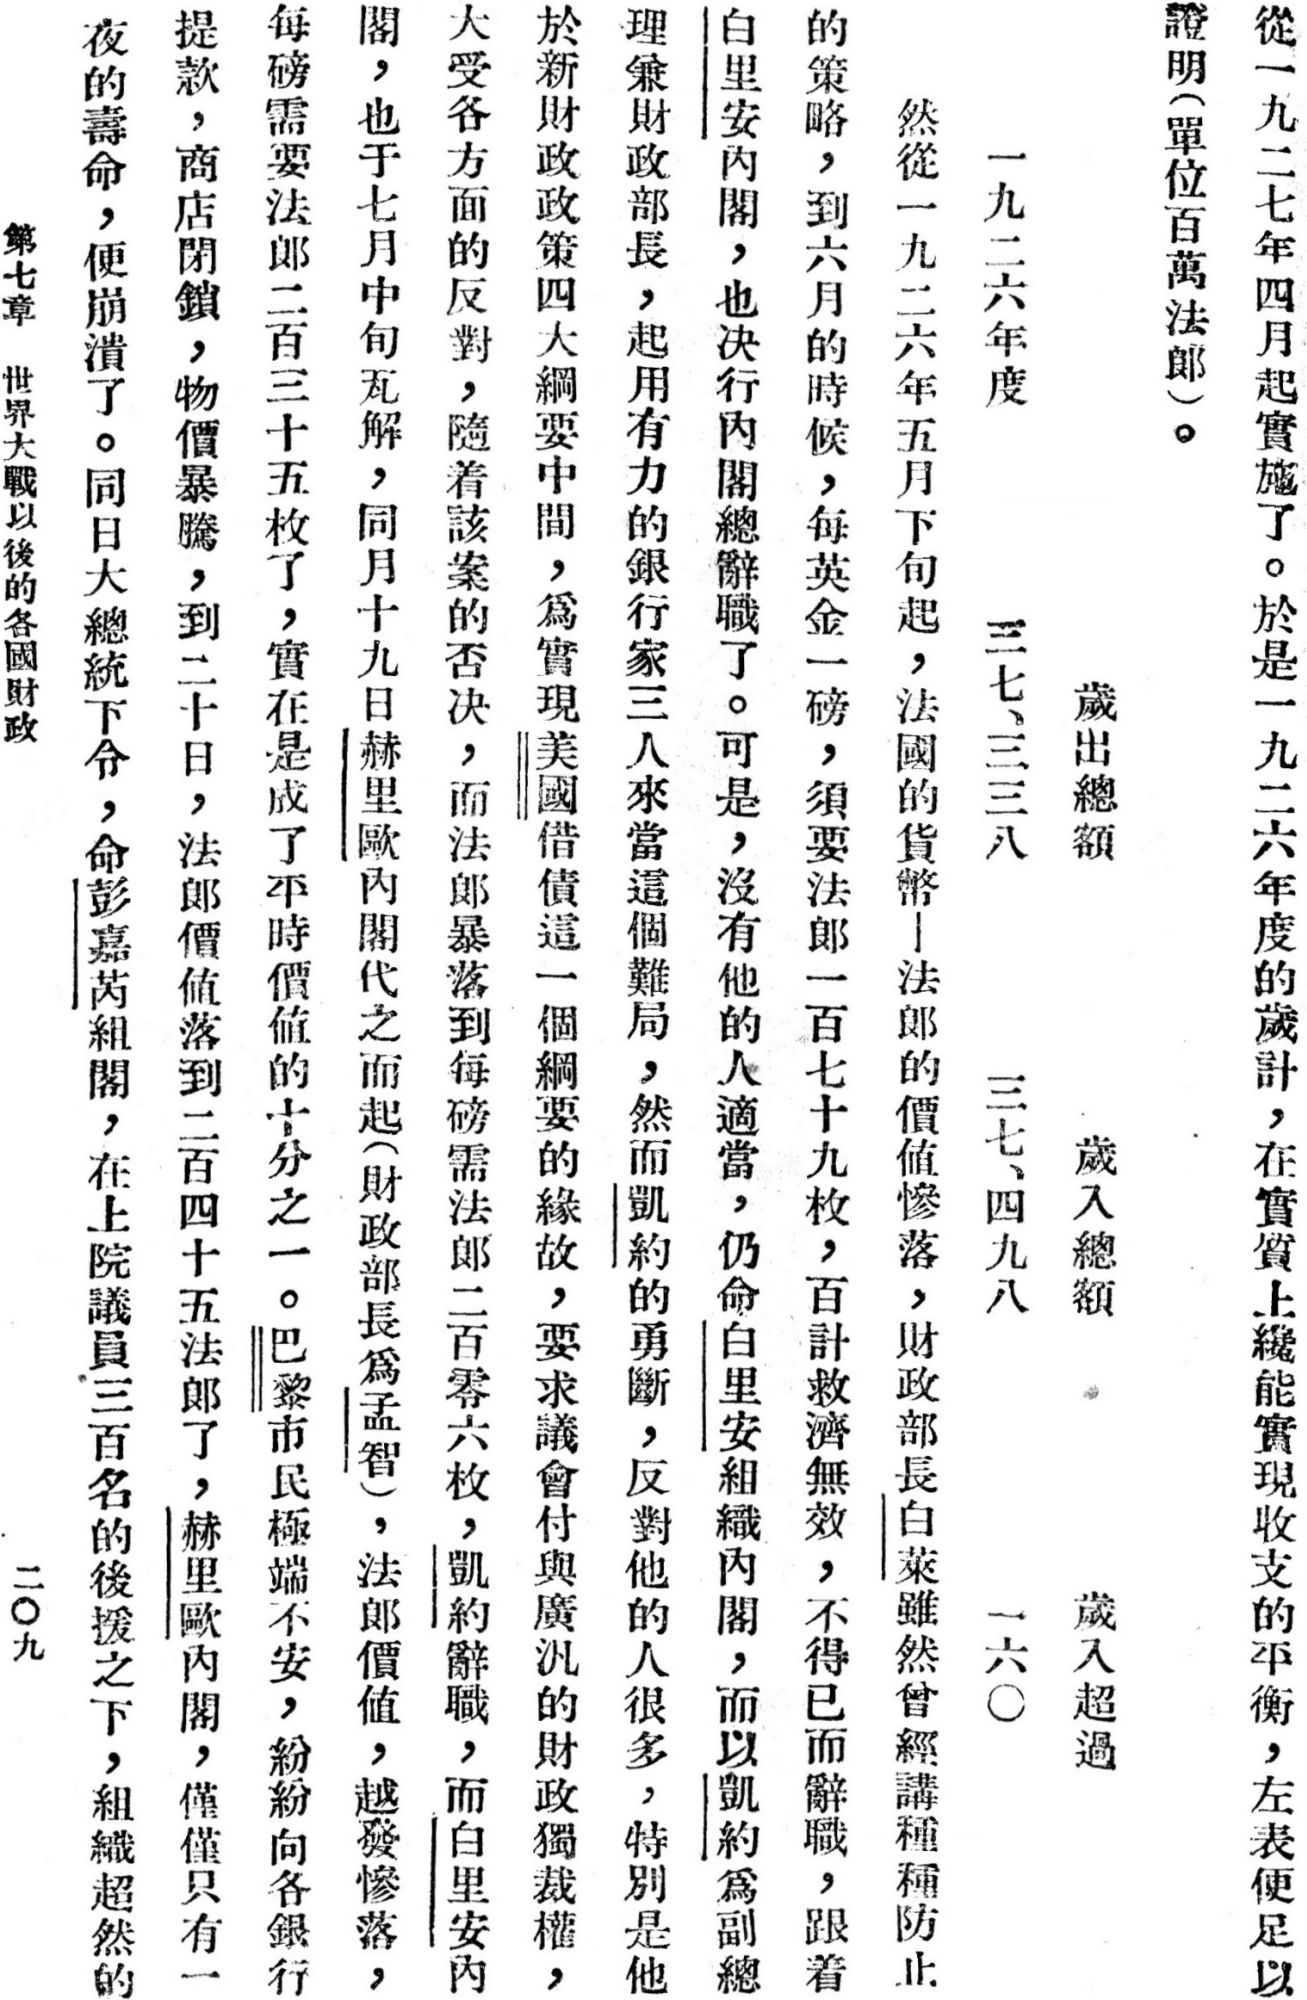 從一九二七年四月起實施了。於是一九二六年度的歲計，在實質上纔能實現收支的平衡，左表便足以
證明（單位百萬法郎）。
歲出總額　歲入總額　歲入超過
一九二六年度　三七、三三八　三七、四九八　一六〇
然從一九二六年五月下旬起，法國的貨幣—法郎的價值慘落，財政部長白萊雖然曾經講種種防止
的策略，到六月的時候，每英金一磅，須要法郎一百七十九枚，百計救濟無效，不得已而辭職，跟着
白里安內閣，也決行內閣總辭職了。可是，沒有他的人適當，仍命白里安組織內閣，而以凱約爲副總
理兼財政部長，起用有力的銀行家三人來當這個難局，然而凱約的勇斷，反對他的人很多，特別是他
於新財政政策四大綱要中間，爲實現美國借債這一個綱要的緣故，要求議會付與廣汎的財政獨裁權，
大受各方面的反對，隨着該案的否決，而法郎暴落到每磅需法郎二百零六枚，凱約辭職，而白里安內
閣，也于七月中旬瓦解，同月十九日赫里歐內閣代之而起（財政部長爲孟智），法郎價值，越發慘落，
每磅需要法郎二百三十五枚了，實在是成了平時價值的十分之一。巴黎市民極端不安，紛紛向各銀行
提款，商店閉鎖，物價暴騰，到二十日，法郎價值落到二百四十五法郎了，赫里歐內閣，僅僅只有一
夜的壽命，便崩潰了。同日大總統下令，命彭嘉芮組閣，在上院議員三百名的後援之下，組織超然的
第七章　世界大戰以後的各國財政　二〇九